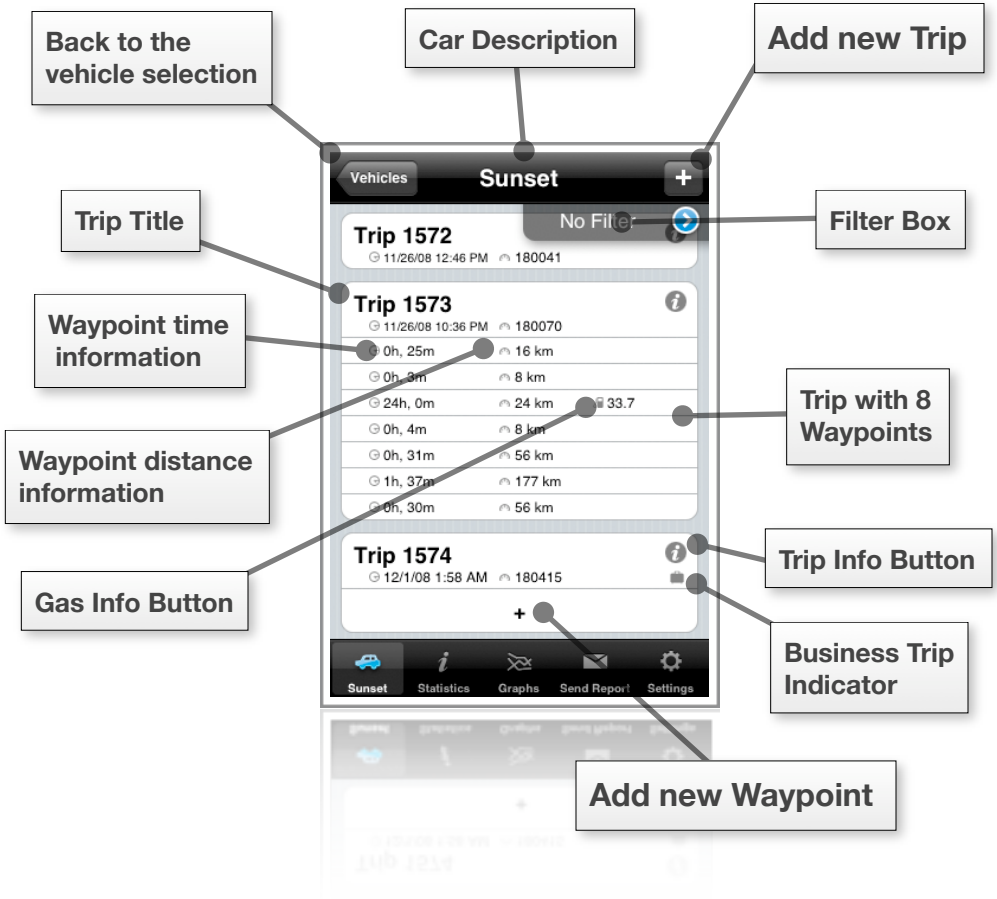 Back to the
vehicle selection
Car Description
Add new Trip
Vehicles
Sunset
+
No Filter
Filter Box
Trip Title
Trip 1572
11/26/08 12:46 PM 180041
Trip 1573
11/26/08 10:36 PM 180070
Waypoint time
information
0h, 25m 16 km
0h, 3m 8 km
24h, 0m 24 km 33.7
0h, 4m 8 km
0h, 31m 56 km
1h, 37m 177 km
0h, 30m 56 km
Trip with 8
Waypoints
Waypoint distance
information
Trip 1574
12/1/08 1:58 AM 180415
+
Trip Info Button
Gas Info Button
Business Trip
Indicator
Sunset Statistics Graphs Send Report Settings
Add new Waypoint